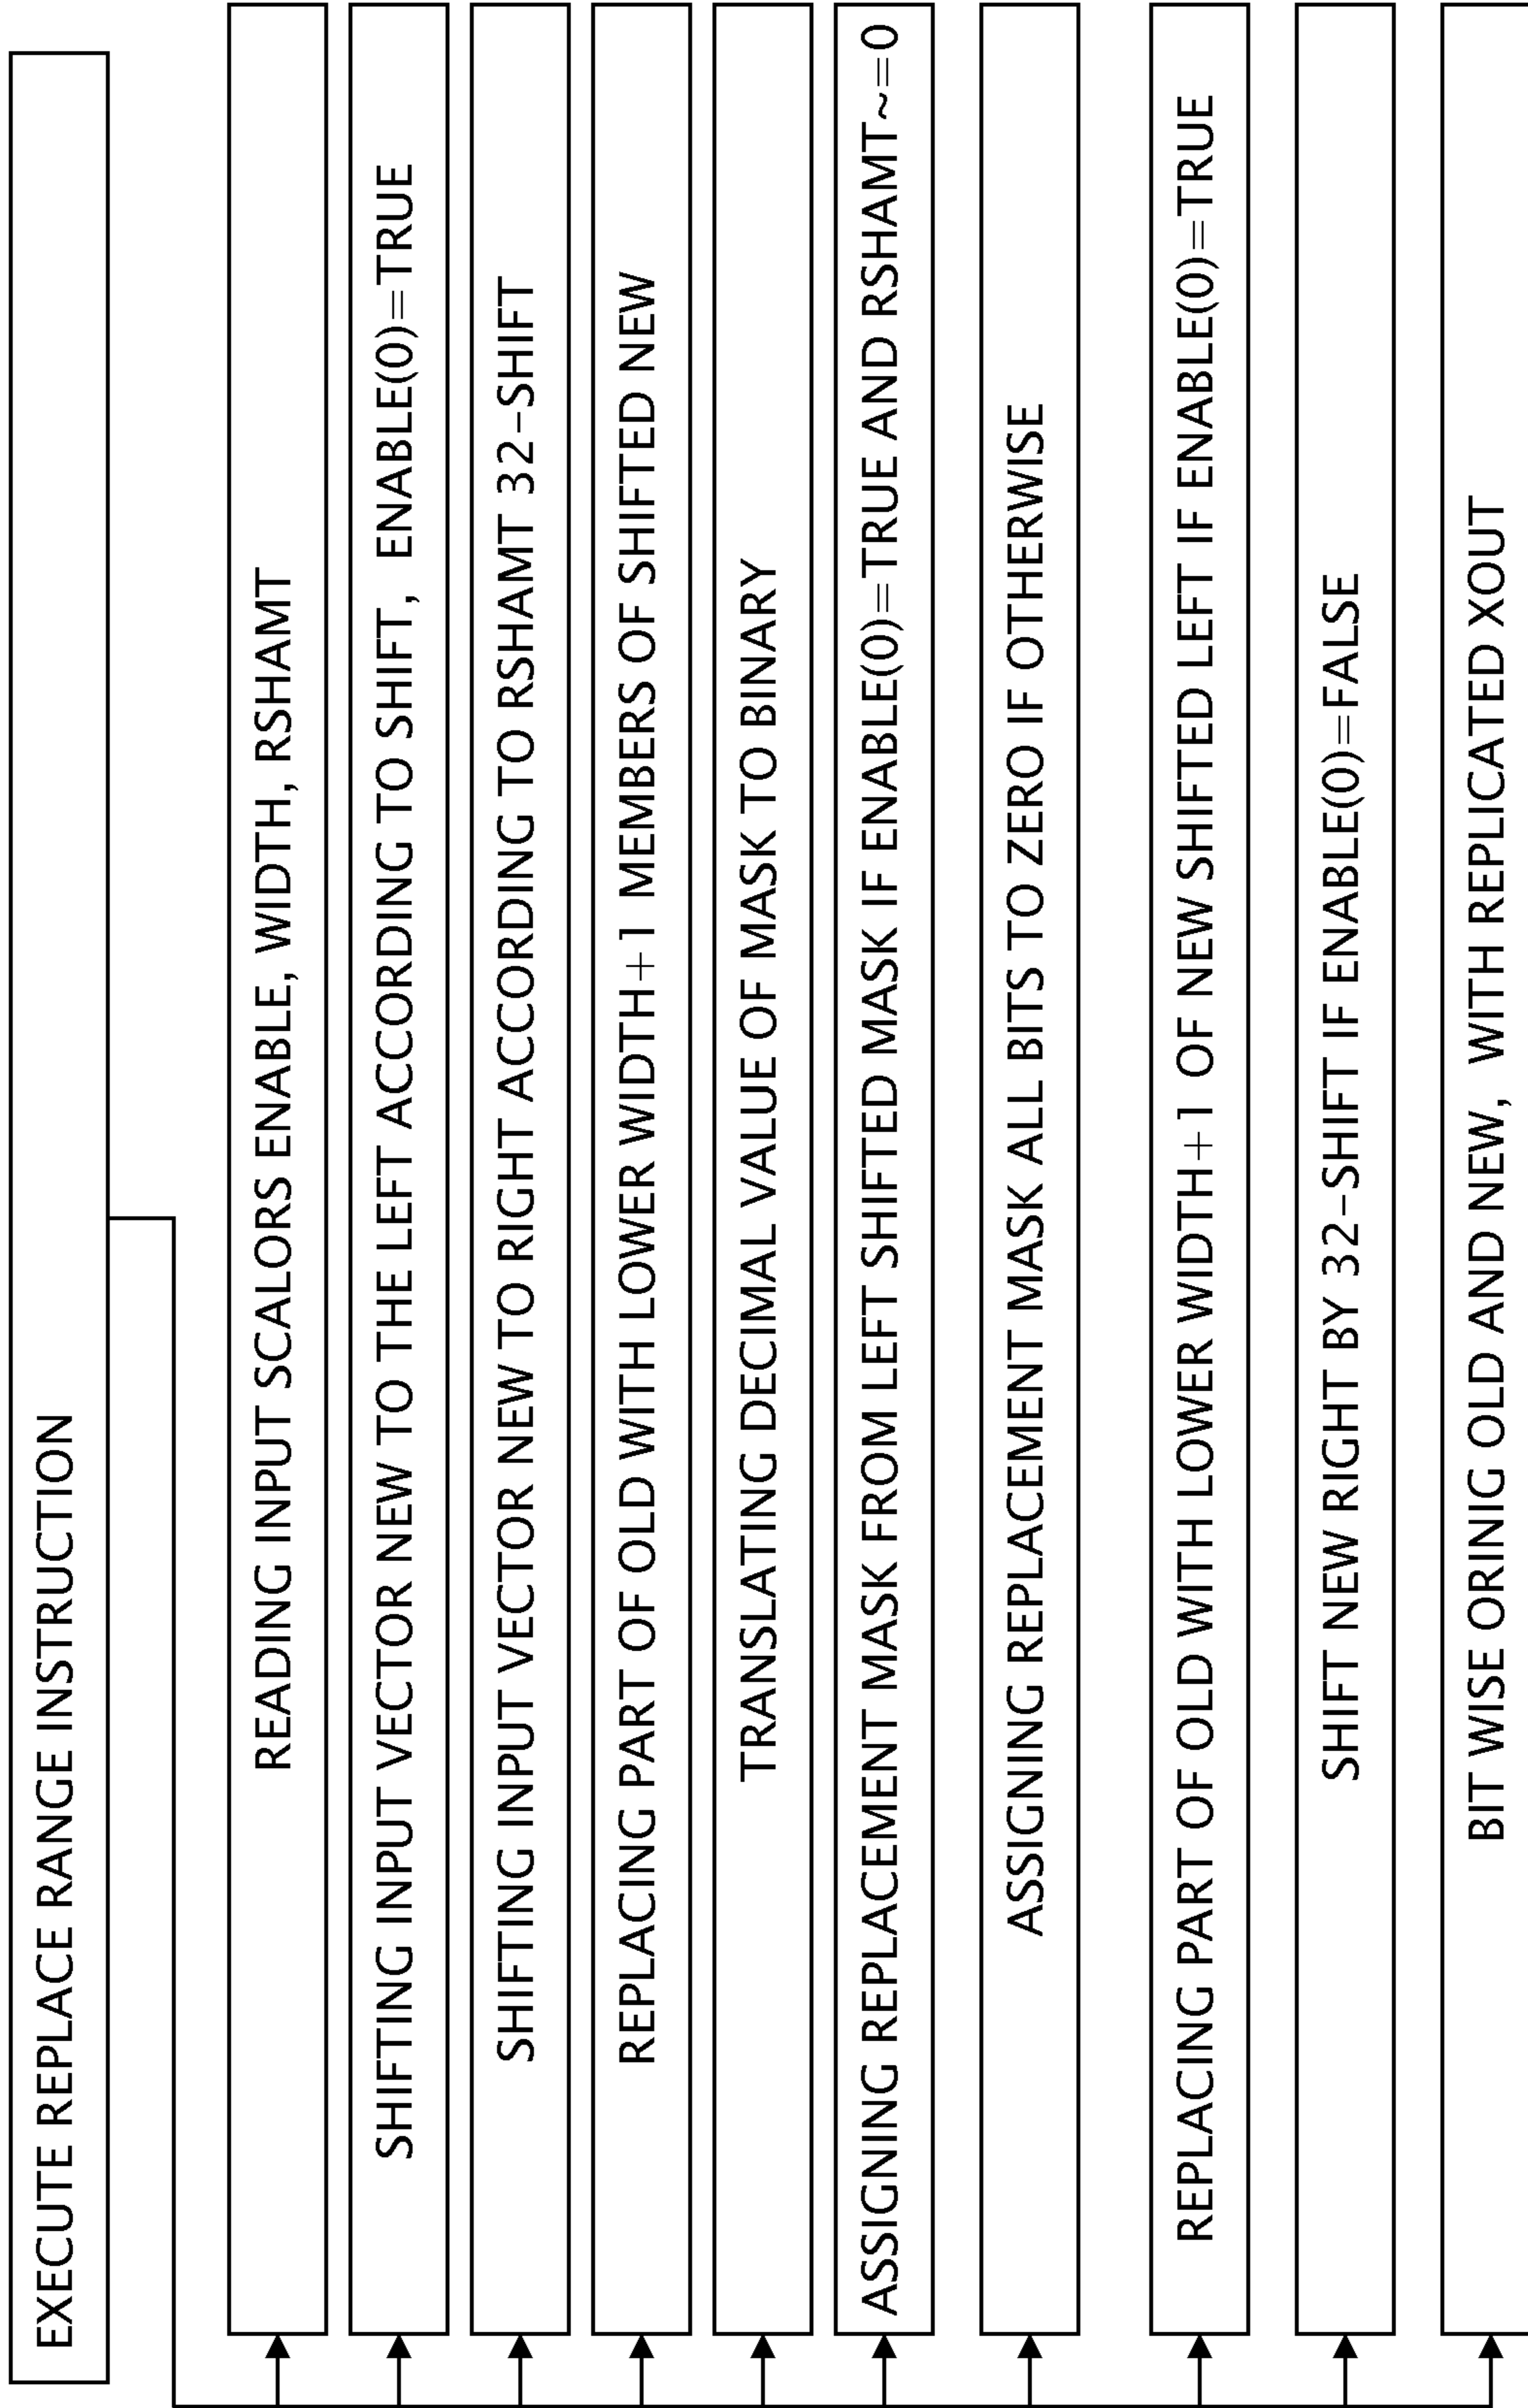 EXECUTE REPLACE RANGE INSTRUCTION
READING INPUT SCALORS ENABLE, WIDTH, RSHAMT
SHIFTING INPUT VECTOR NEW TO THE LEFT ACCORDING TO SHIFT, ENABLE(0)=TRUE
SHIFTING INPUT VECTOR NEW TO RIGHT ACCORDING TO RSHAMT 32-SHIFT
REPLACING PART OF OLD WITH LOWER WIDTH+1 MEMBERS OF SHIFTED NEW
TRANSLATING DECIMAL VALUE OF MASK TO BINARY
ASSIGNING REPLACEMENT MASK FROM LEFT SHIFTED MASK IF ENABLE(0)=TRUE AND RSHAMT~=0
ASSIGNING REPLACEMENT MASK ALL BITS TO ZERO IF OTHERWISE
REPLACING PART OF OLD WITH LOWER WIDTH+1 OF NEW SHIFTED LEFT IF ENABLE(0)=TRUE
SHIFT NEW RIGHT BY 32-SHIFT IF ENABLE(0)=FALSE
BIT WISE ORINIG OLD AND NEW, WITH REPLICATED XOUT